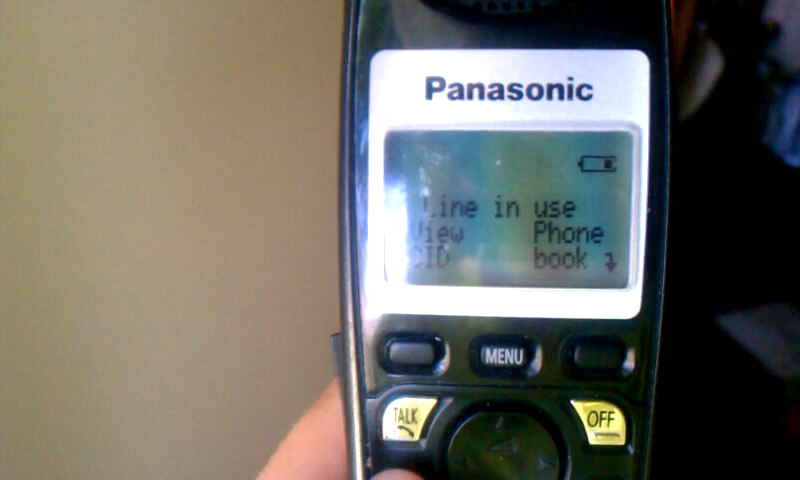 Panasonic
Line in use
View Phone
CID book
MENU
TALK
OFF